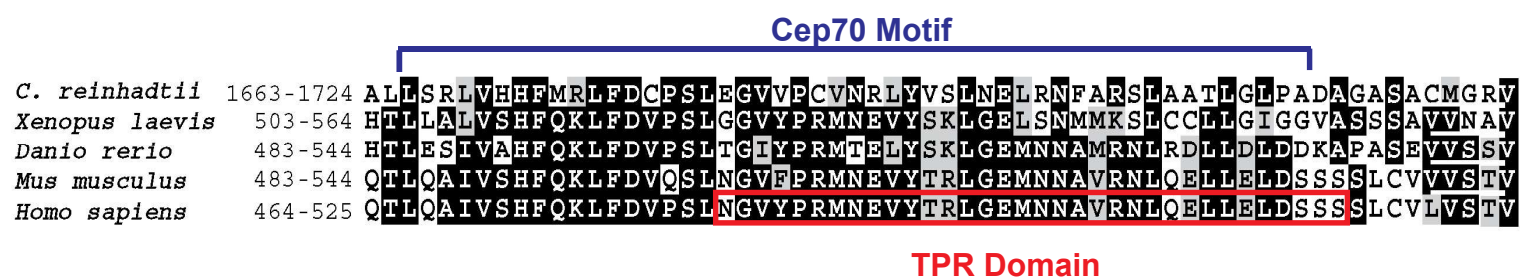 Cep70 Motif
C. reinhadtii 1663-1724 ALLSRLVHHFMRLFDCPSLEGVVPCVNRLYVSLNELRNFARSLAATLGLPADAGASACMGRV
Xenopus laevis 503-564 HTLLALVSHFQKLFDVPSLGGVYPRMNEVYSKLGELSNMMKSLCCLLGIGGVASSSAVVNAV
Danio rerio 483-544 HTLESIVAHFQKLFDVPSLTGIYPRMTELYSKLGEMNNAMRNLRDLLDLDDKAPASEVVSSV
Mus musculus 483-544 QTLQAIVSHFQKLFDVQSLNGVFPRMNEVYTRLGEMNNAVRNLQELLELDSSSSLCVVVSTV
Homo sapiens 464-525 QTLQAIVSHFQKLFDVPSLNGVYPRMNEVYTRLGEMNNAVRNLQELLELDSSSSLCVLVSTV
TPR Domain